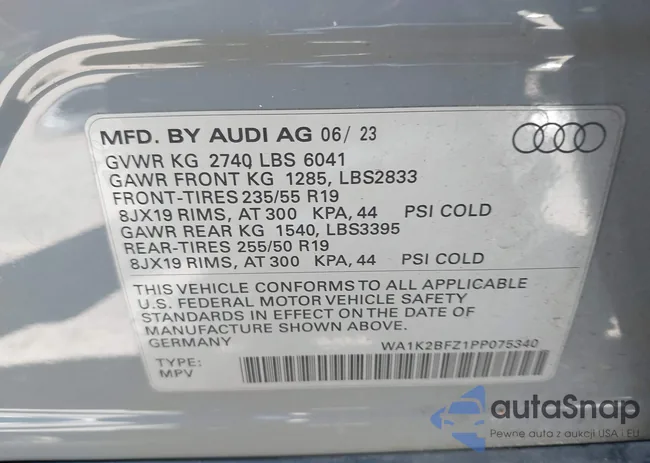 MFD. BY AUDI AG 06/ 23
GVWR KG 2740 LBS 6041
GAWR FRONT KG 1285, LBS2833
FRONT-TIRES 235/55 R19
8JX19 RIMS, AT 300 KPA, 44 PSI COLD
GAWR REAR KG 1540, LBS3395
REAR-TIRES 255/50 R19
8JX19 RIMS, AT 300 KPA, 44 PSI COLD
THIS VEHICLE CONFORMS TO ALL APPLICABLE
U.S. FEDERAL MOTOR VEHICLE SAFETY
STANDARDS IN EFFECT ON THE DATE OF
MANUFACTURE SHOWN ABOVE.
GERMANY
WA1K2BFZ1PP075340
TYPE:
MPV
autaSnap
Pewne auta z aukcji USA i EU